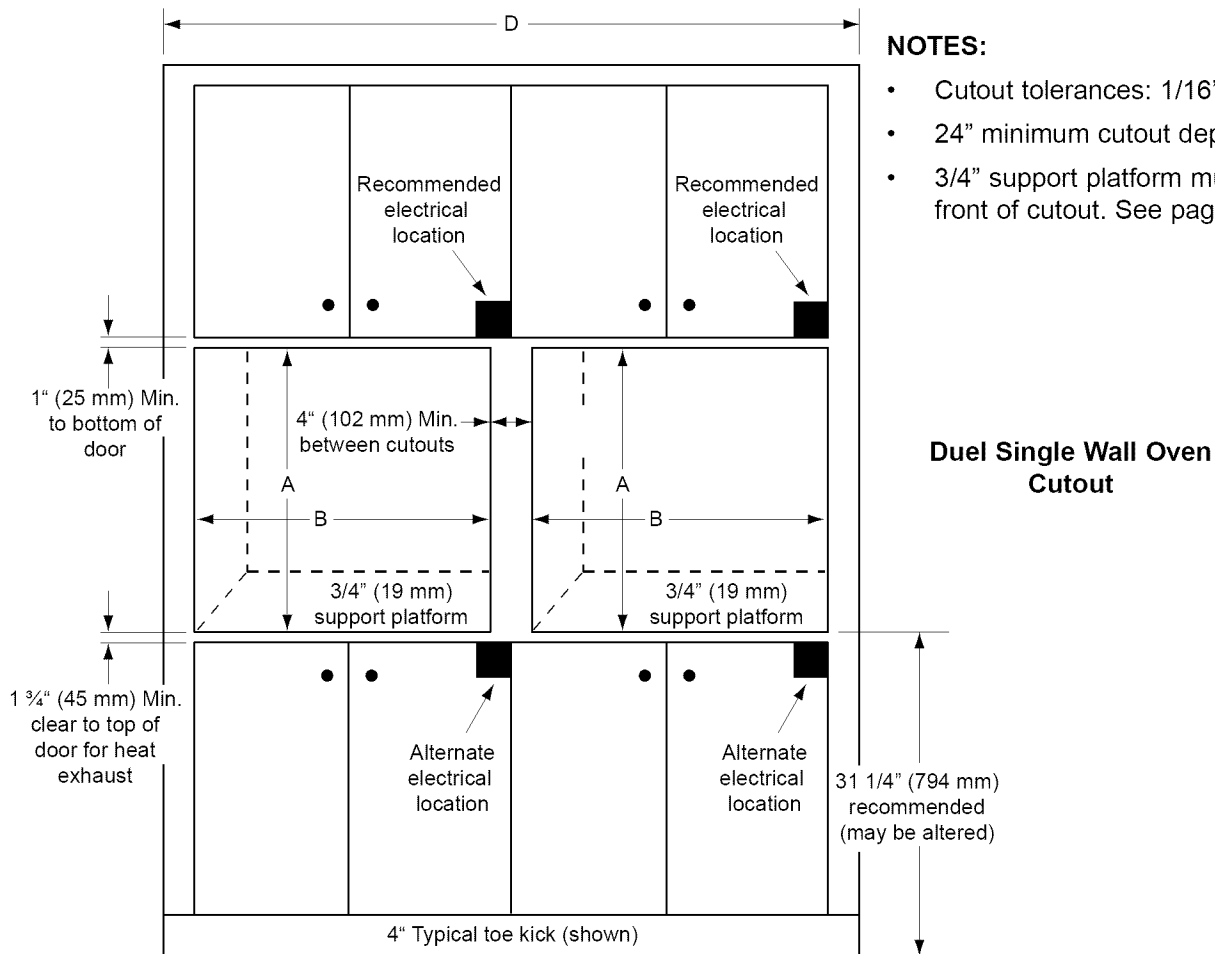 D
NOTES:
• Cutout tolerances: 1/16”
• 24” minimum cutout
• 3/4” support platform
front of cutout. See
Recommended
electrical
location
Recommended
electrical
location
1“ (25 mm) Min.
to bottom of
door
4“ (102 mm) Min.
between cutouts
A
B
A
B
Duel Single Wall Oven
Cutout
3/4” (19 mm)
support platform
3/4” (19 mm)
support platform
1 ¾“ (45 mm) Min.
clear to top of
door for heat
exhaust
Alternate
electrical
location
Alternate
electrical
location
31 1/4” (794 mm)
recommended
(may be altered)
4“ Typical toe kick (shown)